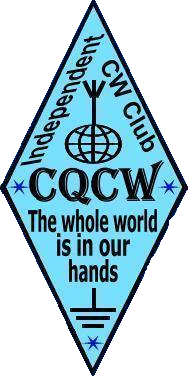 Independent
CW Club
CQCW
The whole world
is in our
hands